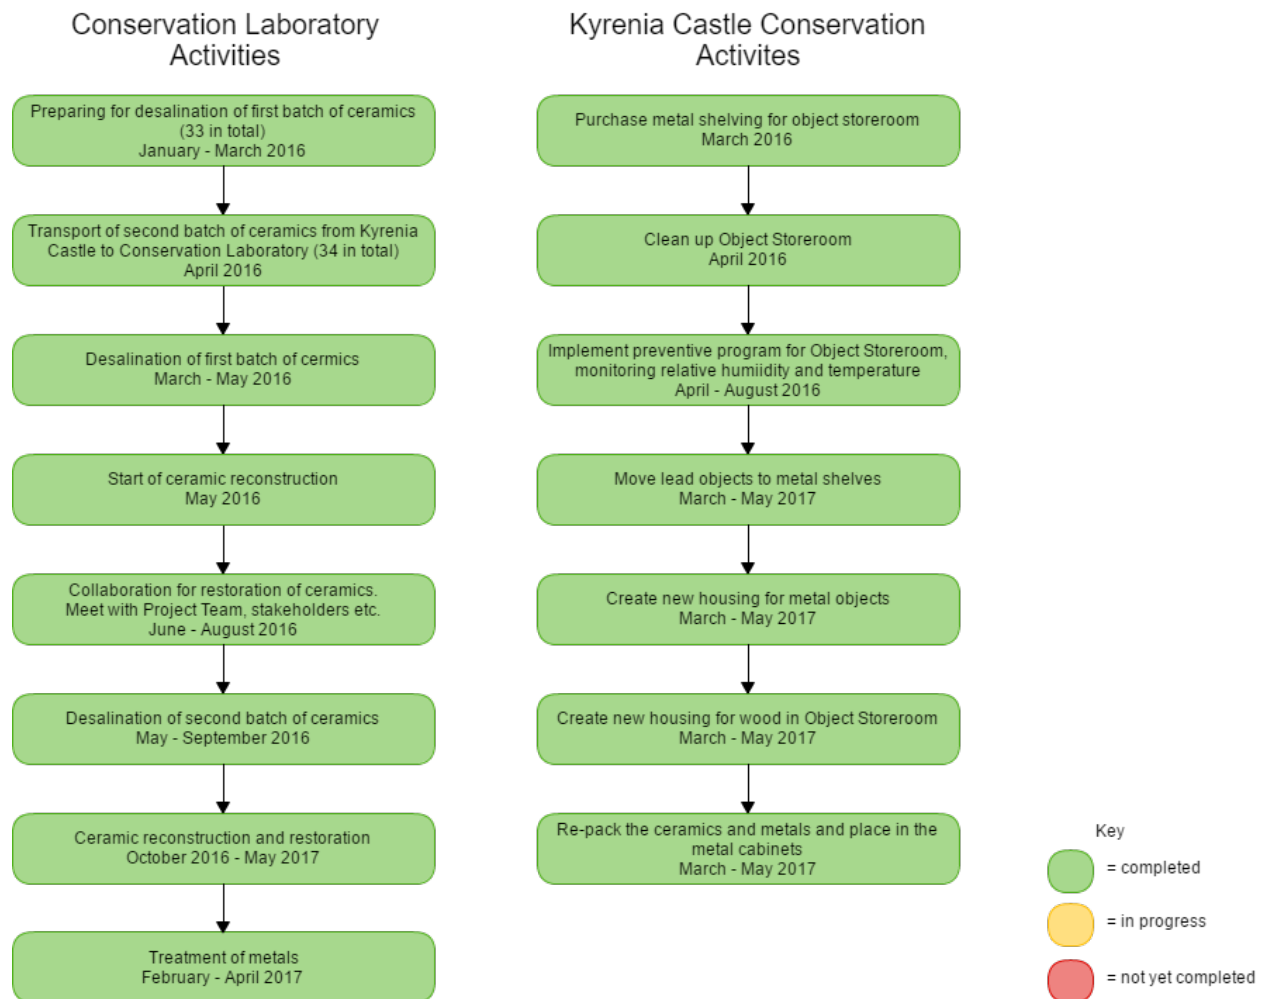 Conservation Laboratory
Activities
Preparing for desalination of first batch of ceramics
(33 in total)
January - March 2016
Transport of second batch of ceramics from Kyrenia
Castle to Conservation Laboratory (34 in total)
April 2016
Desalination of first batch of cermics
March - May 2016
Start of ceramic reconstruction
May 2016
Collaboration for restoration of ceramics.
Meet with Project Team, stakeholders etc.
June - August 2016
Desalination of second batch of ceramics
May - September 2016
Ceramic reconstruction and restoration
October 2016 - May 2017
Treatment of metals
February - April 2017
Kyrenia Castle Conservation
Activites
Purchase metal shelving for object storeroom
March 2016
Clean up Object Storeroom
April 2016
Implement preventive program for Object Storeroom,
monitoring relative humiidity and temperature
April - August 2016
Move lead objects to metal shelves
March - May 2017
Create new housing for metal objects
March - May 2017
Create new housing for wood in Object Storeroom
March - May 2017
Re-pack the ceramics and metals and place in the
metal cabinets
March - May 2017
Key
= completed
= in progress
= not yet completed